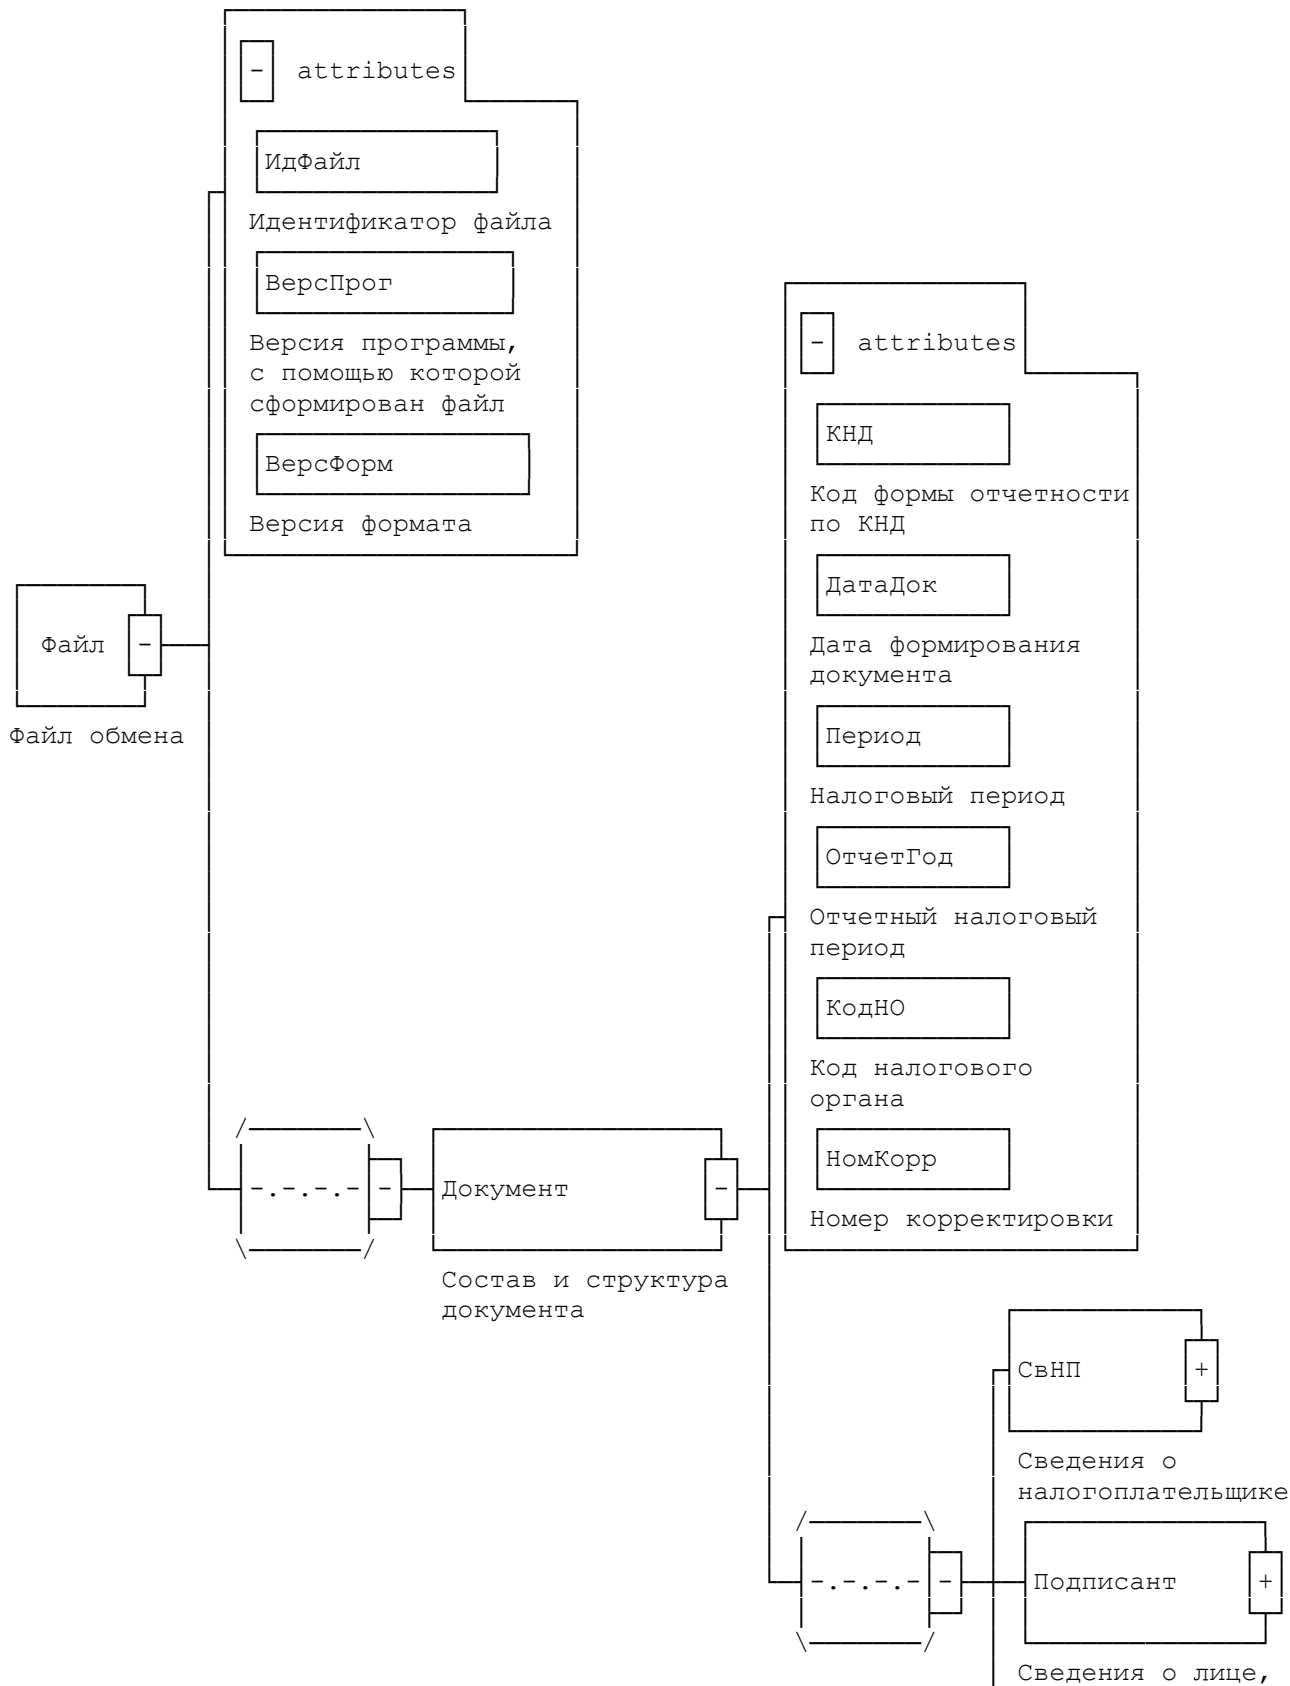 - attributes
ИдФайл
Идентификатор файла
ВерсПрог
Версия программы,
с помощью которой
сформирован файл
ВерсФорм
Версия формата
Файл -
Файл обмена
- attributes
КНД
Код формы отчетности
по КНД
ДатаДок
Дата формирования
документа
Период
Налоговый период
ОтчетГод
Отчетный налоговый
период
КодНО
Код налогового
органа
НомКорр
Номер корректировки
-.-.-.- -
Документ -
Состав и структура
документа
СвНП +
Сведения о
налогоплательщике
-.-.-.- -
Подписант +
Сведения о лице,